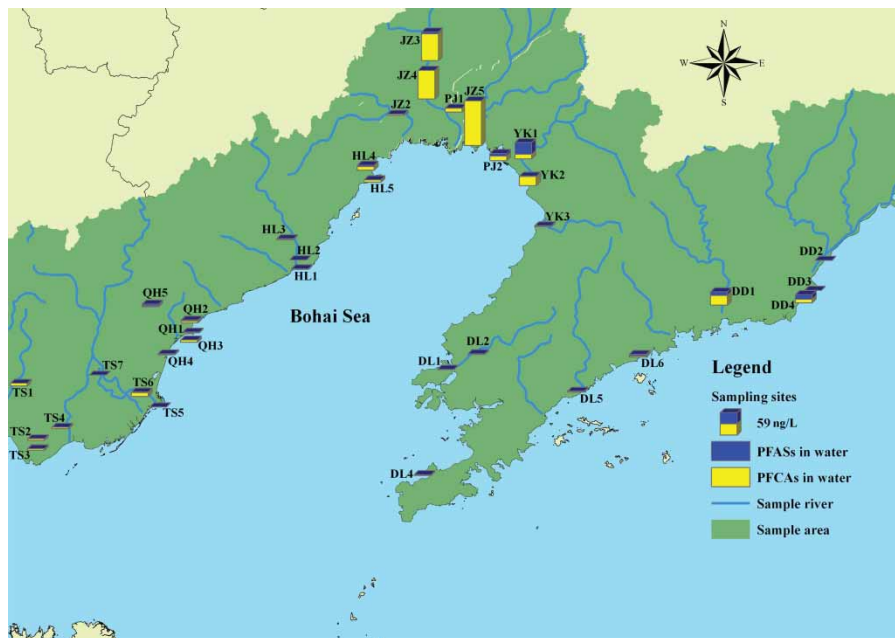 N
W E
S
JZ3
JZ4
PJ1
JZ5
JZ2
YK1
PJ2
HL4
YK2
HL5
YK3
HL3
HL2
HL1
DD2
DD3
DD1
DD4
QH5
QH2
Bohai Sea
QH1
QH3
QH4
DL2
DL1
DL6
DL5
TS7
TS6
TS1
TS5
TS4
TS2
TS3
DL4
Legend
Sampling sites
59 ng/L
PFASs in water
PFCAs in water
Sample river
Sample area